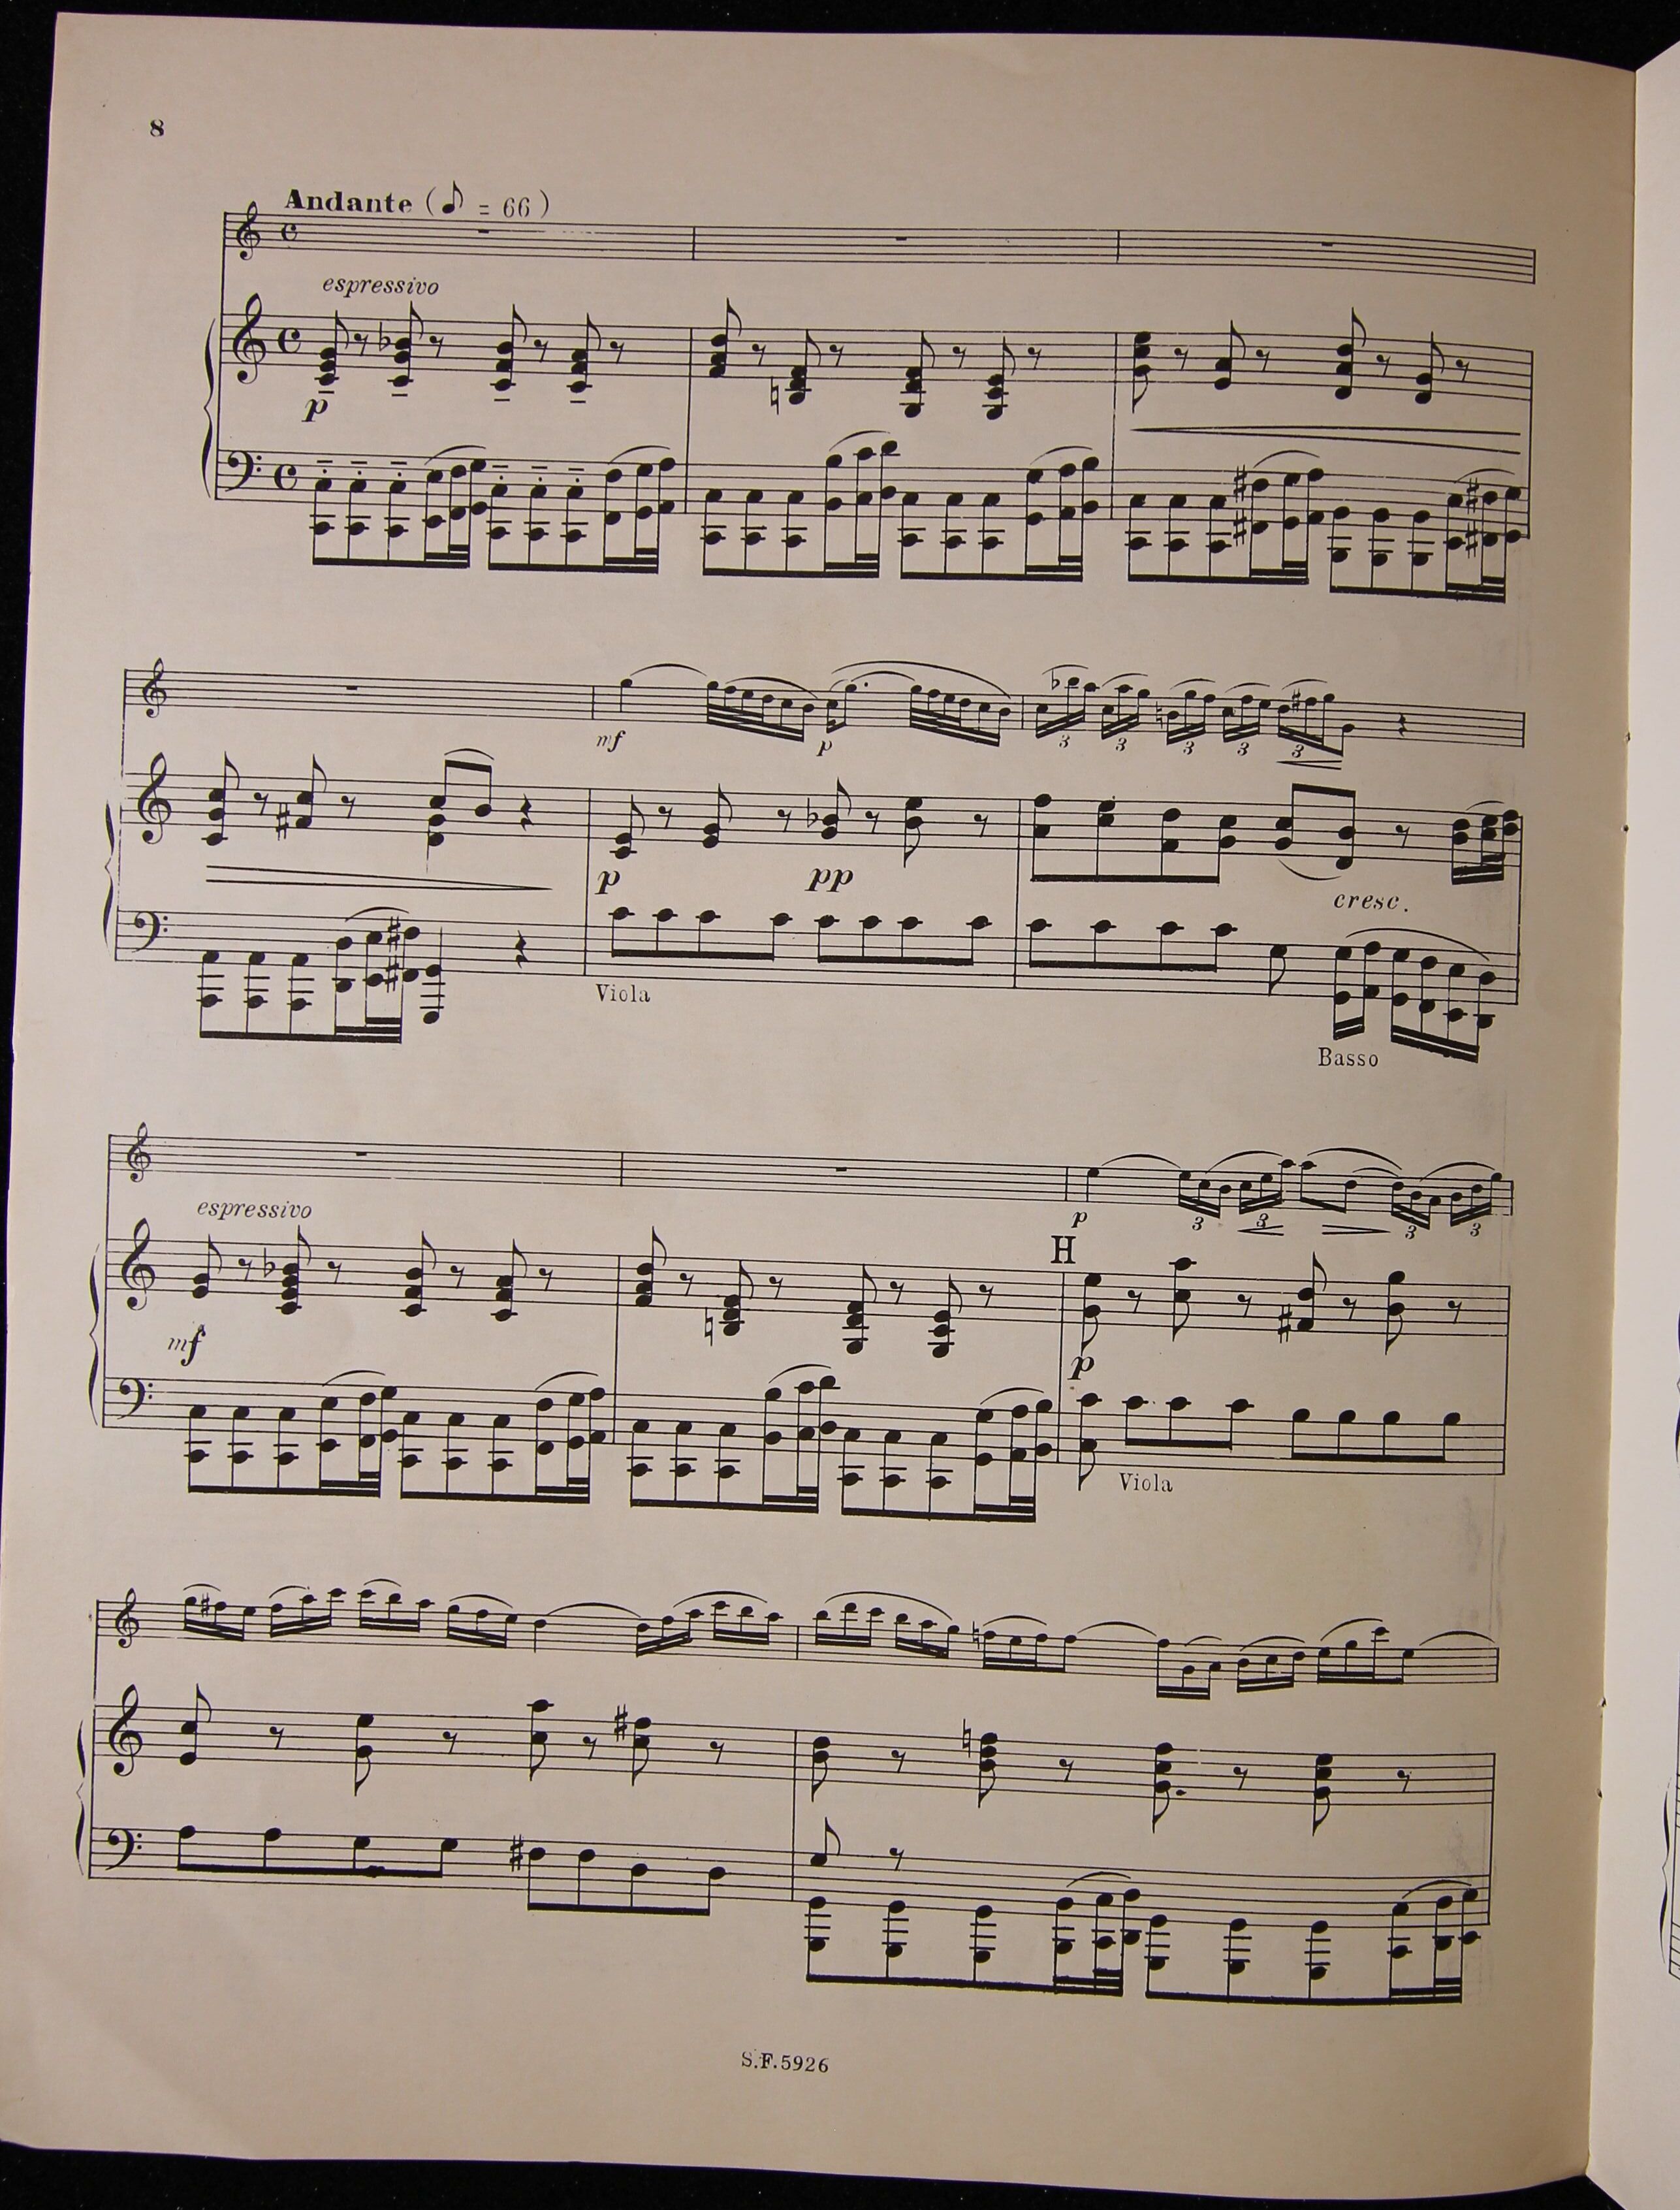 8
Andante (♪ = 66)
espressivo
p
mf
p
3 3 3 3 3
p
pp
cresc.
Viola
Basso
p
3 3 3 3
espressivo
H
mf
p
Viola
S.F.5926